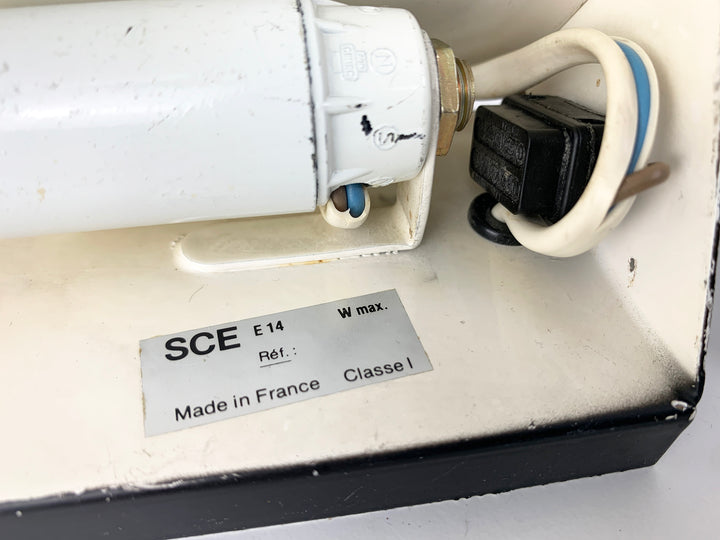 SCE E 14 W max.
Réf. :
Made in France Classe I